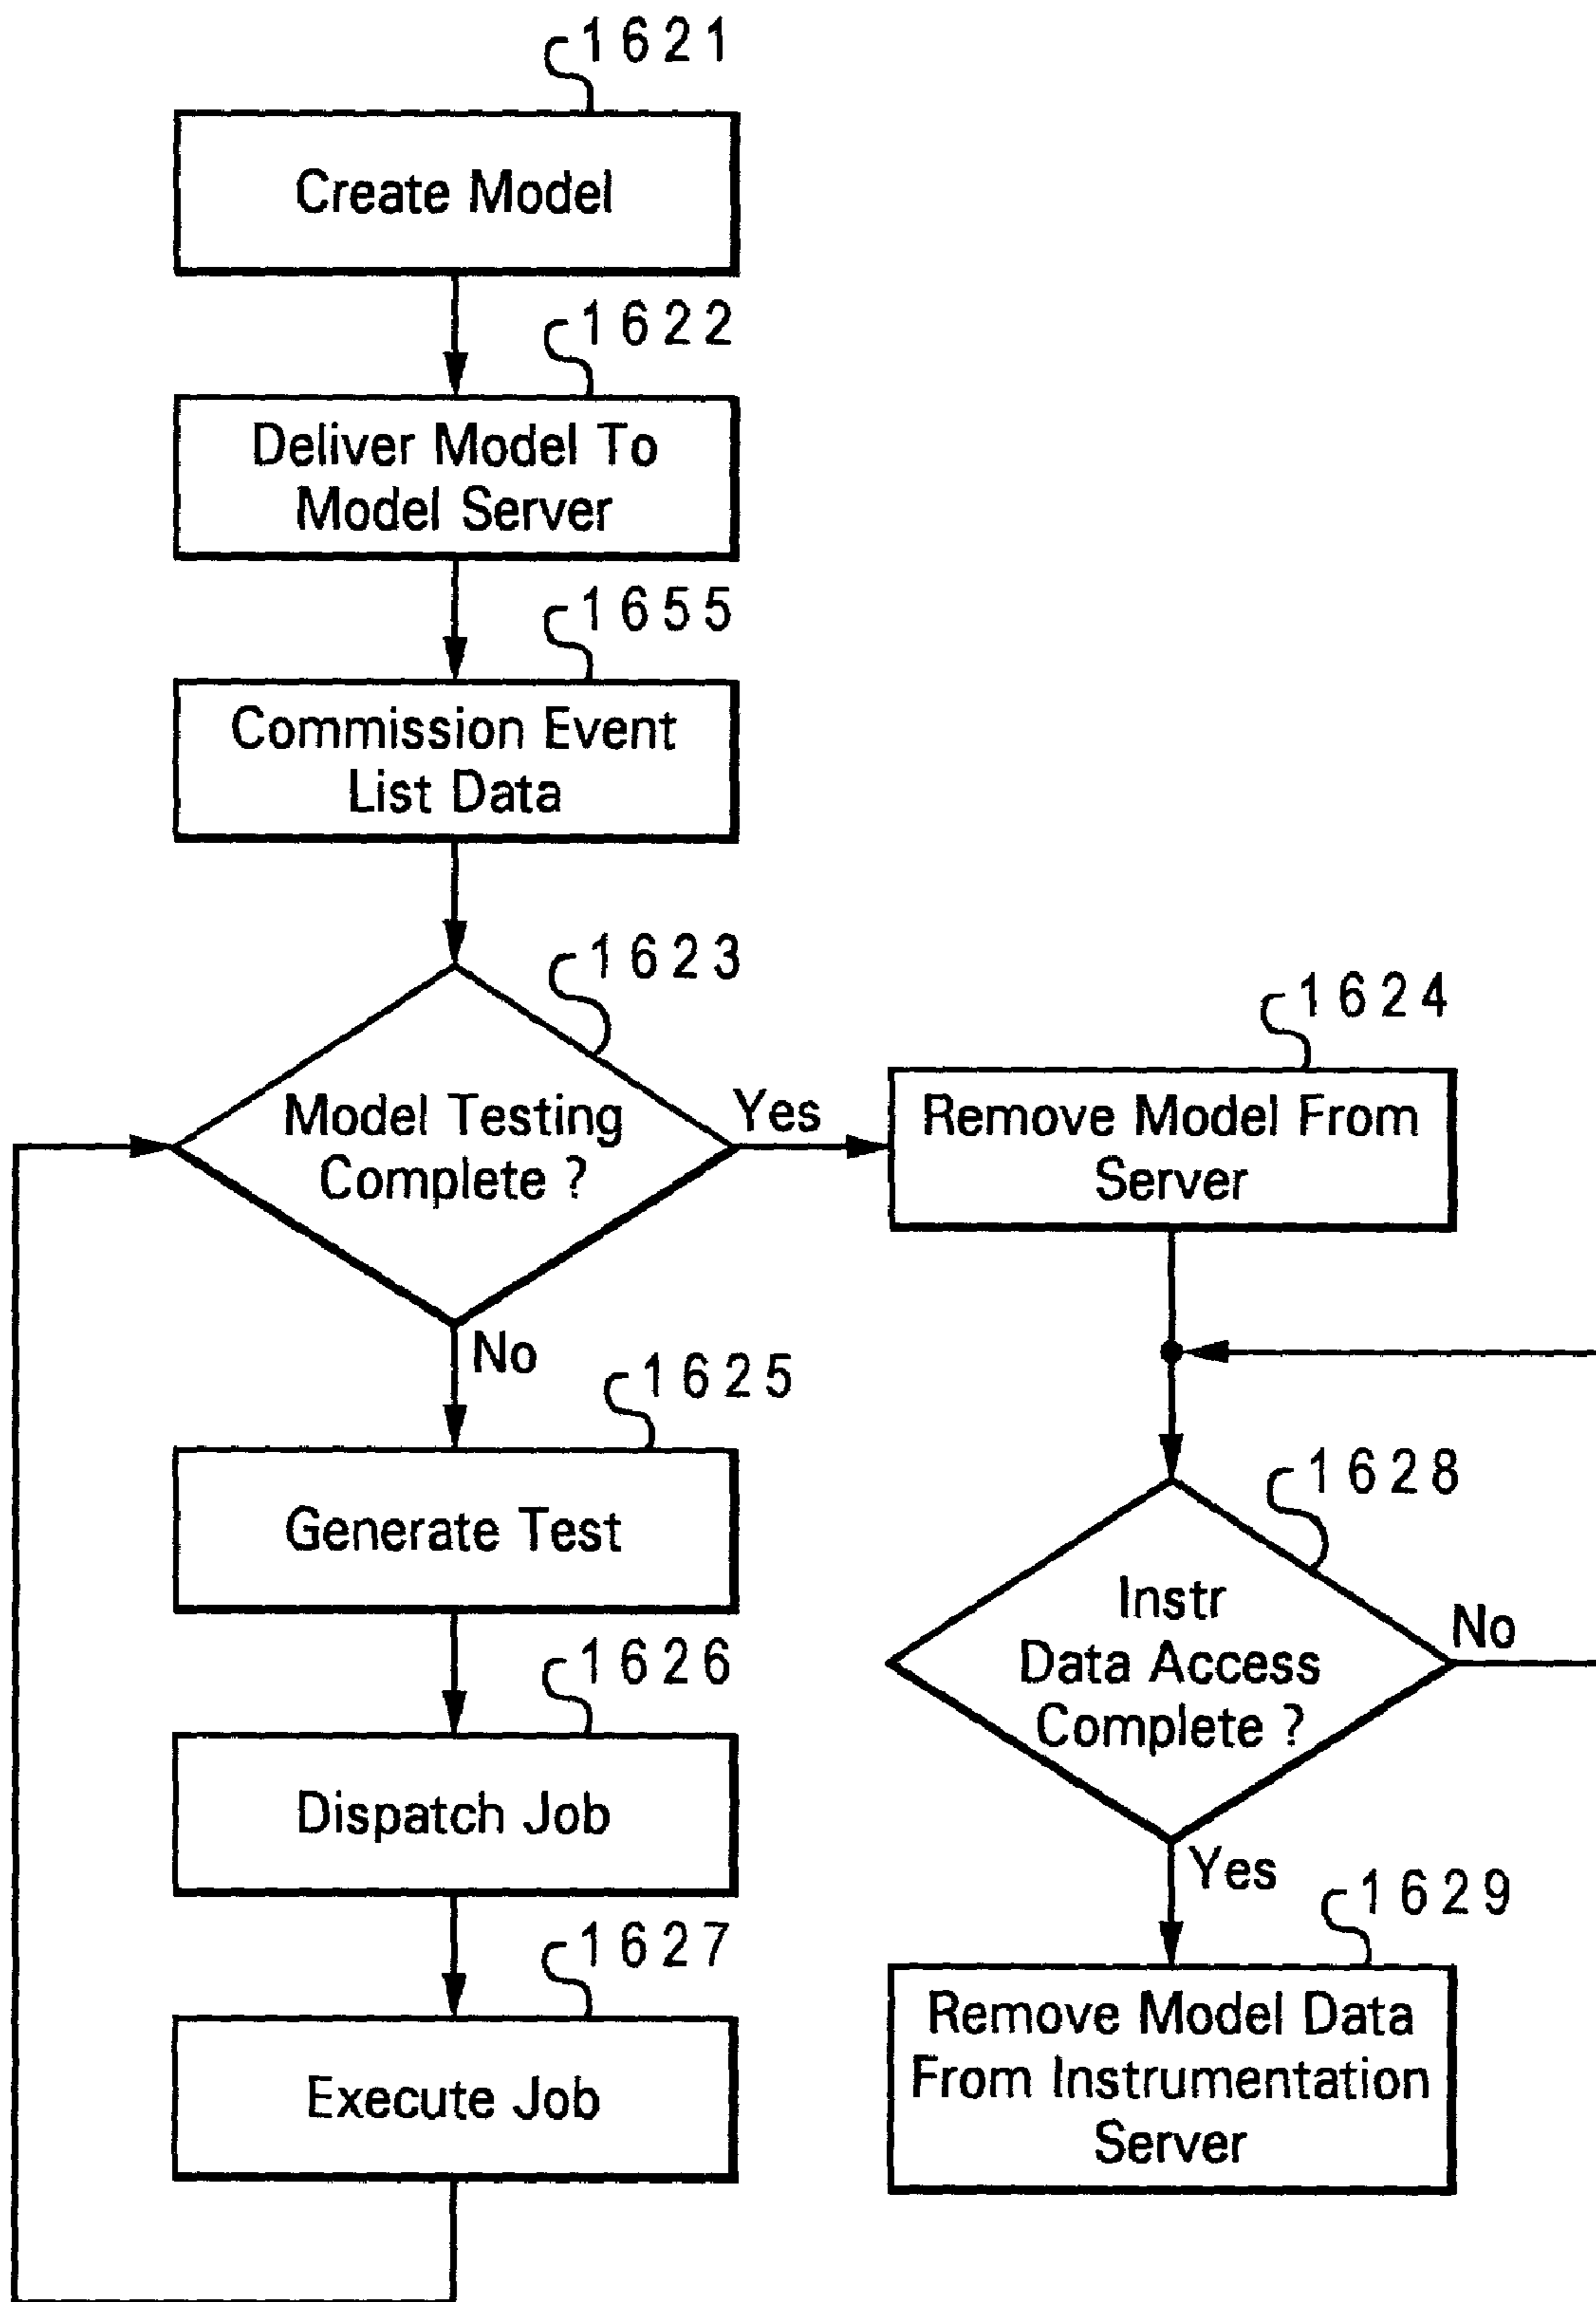 1621
Create Model
1622
Deliver Model To
Model Server
1655
Commission Event
List Data
1623
Model Testing
Complete ?
Yes
No
1624
Remove Model From
Server
1625
Generate Test
1626
Dispatch Job
1627
Execute Job
1628
Instr
Data Access
Complete ?
No
Yes
1629
Remove Model Data
From Instrumentation
Server